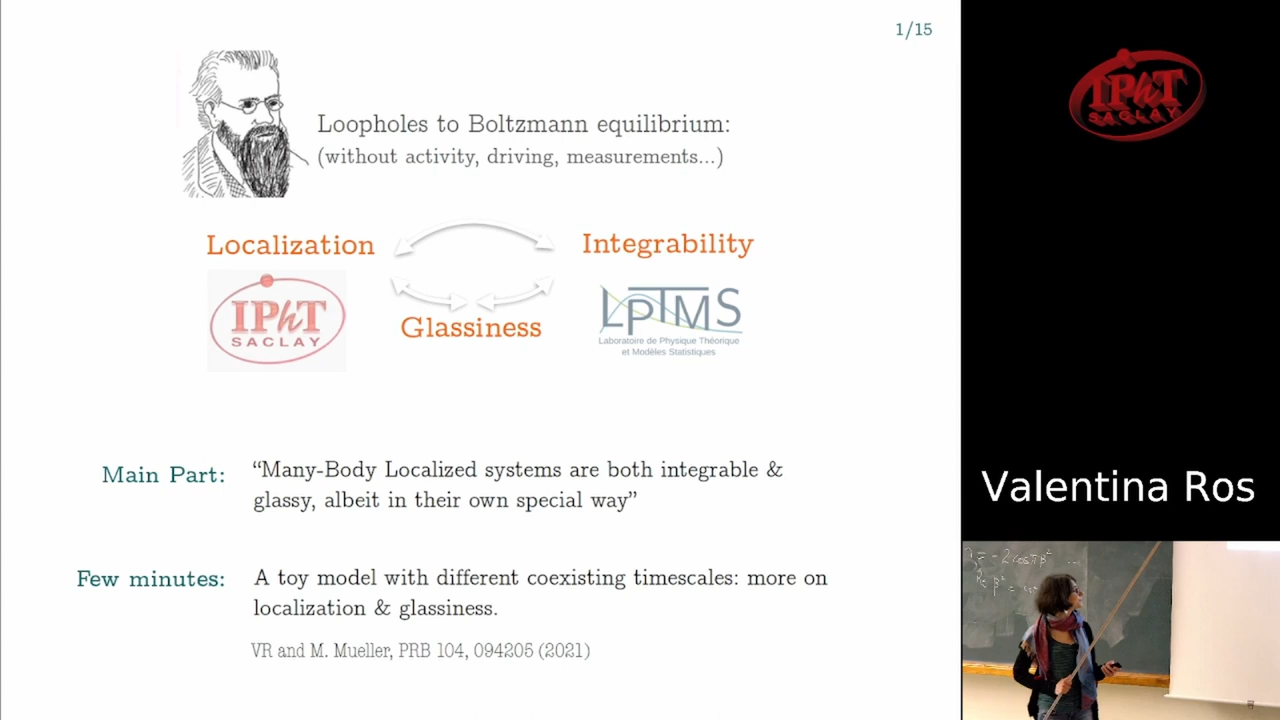 1/15
Loopholes to Boltzmann equilibrium:
(without activity, driving, measurements...)
Localization
Integrability
IPhT
SACLAY
LPTMS
Laboratoire de Physique Théorique
et Modèles Statistiques
Glassiness
Main Part:
“Many-Body Localized systems are both integrable &
glassy, albeit in their own special way”
Few minutes:
A toy model with different coexisting timescales: more on
localization & glassiness.
VR and M. Mueller, PRB 104, 094205 (2021)
IPhT
SACLAY
Valentina Ros